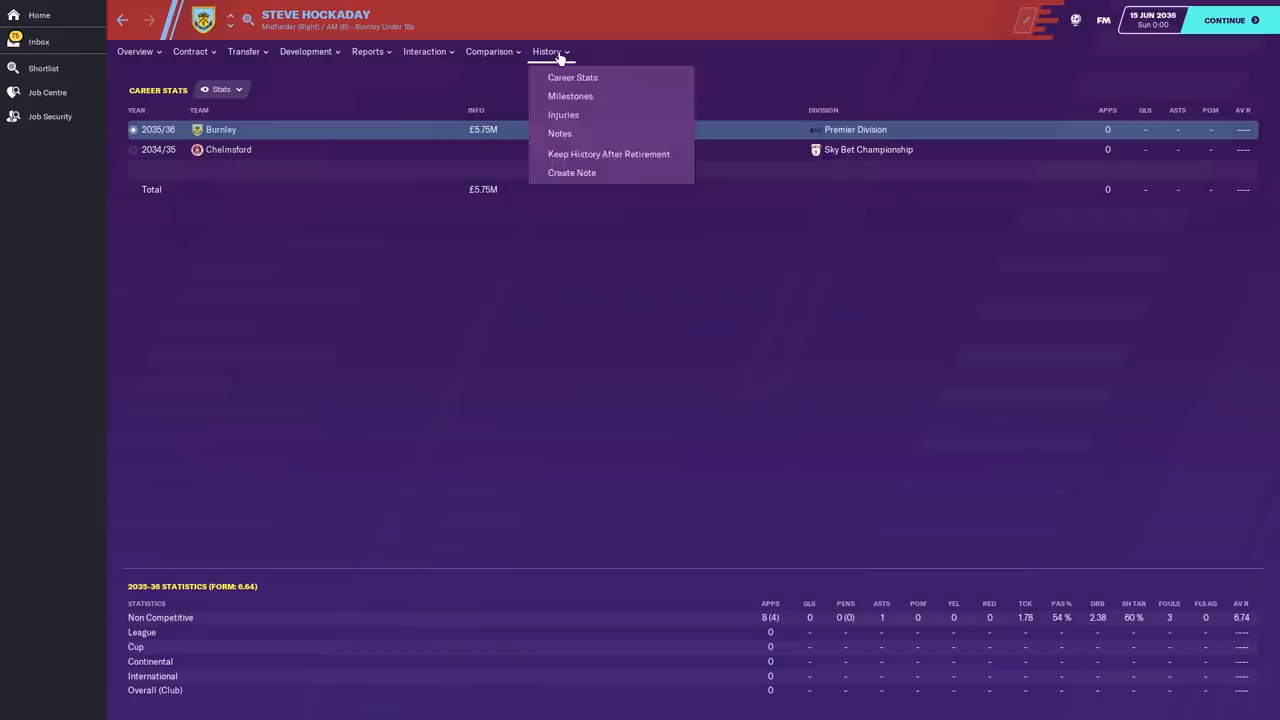 Home
STEVE HOCKADAY
Midfielder (Right) / AM (R) - Burnley Under 18s
FM
15 JUN 2036
Sun 0:00
CONTINUE
75
Inbox
Overview Contract Transfer Development Reports Interaction Comparison History
Shortlist
Job Centre
Job Security
Career Stats
Milestones
Injuries
Notes
Keep History After Retirement
Create Note
CAREER STATS Stats
YEAR TEAM INFO DIVISION APPS GLS ASTS POM AV R
2035/36 Burnley £5.75M Premier Division 0 - - - ----
2034/35 Chelmsford Sky Bet Championship 0 - - - ----
Total £5.75M 0 - - - ----
2035-36 STATISTICS (FORM: 6.64)
STATISTICS APPS GLS PENS ASTS POM YEL RED TCK PAS % DRB SH TAR FOULS FLS AG AV R
Non Competitive 8 (4) 0 0 (0) 1 0 0 0 1.78 54 % 2.38 60 % 3 0 6.74
League 0 - - - - - - - - - - - - ----
Cup 0 - - - - - - - - - - - - ----
Continental 0 - - - - - - - - - - - - ----
International 0 - - - - - - - - - - - - ----
Overall (Club) 0 - - - - - - - - - - - - ----